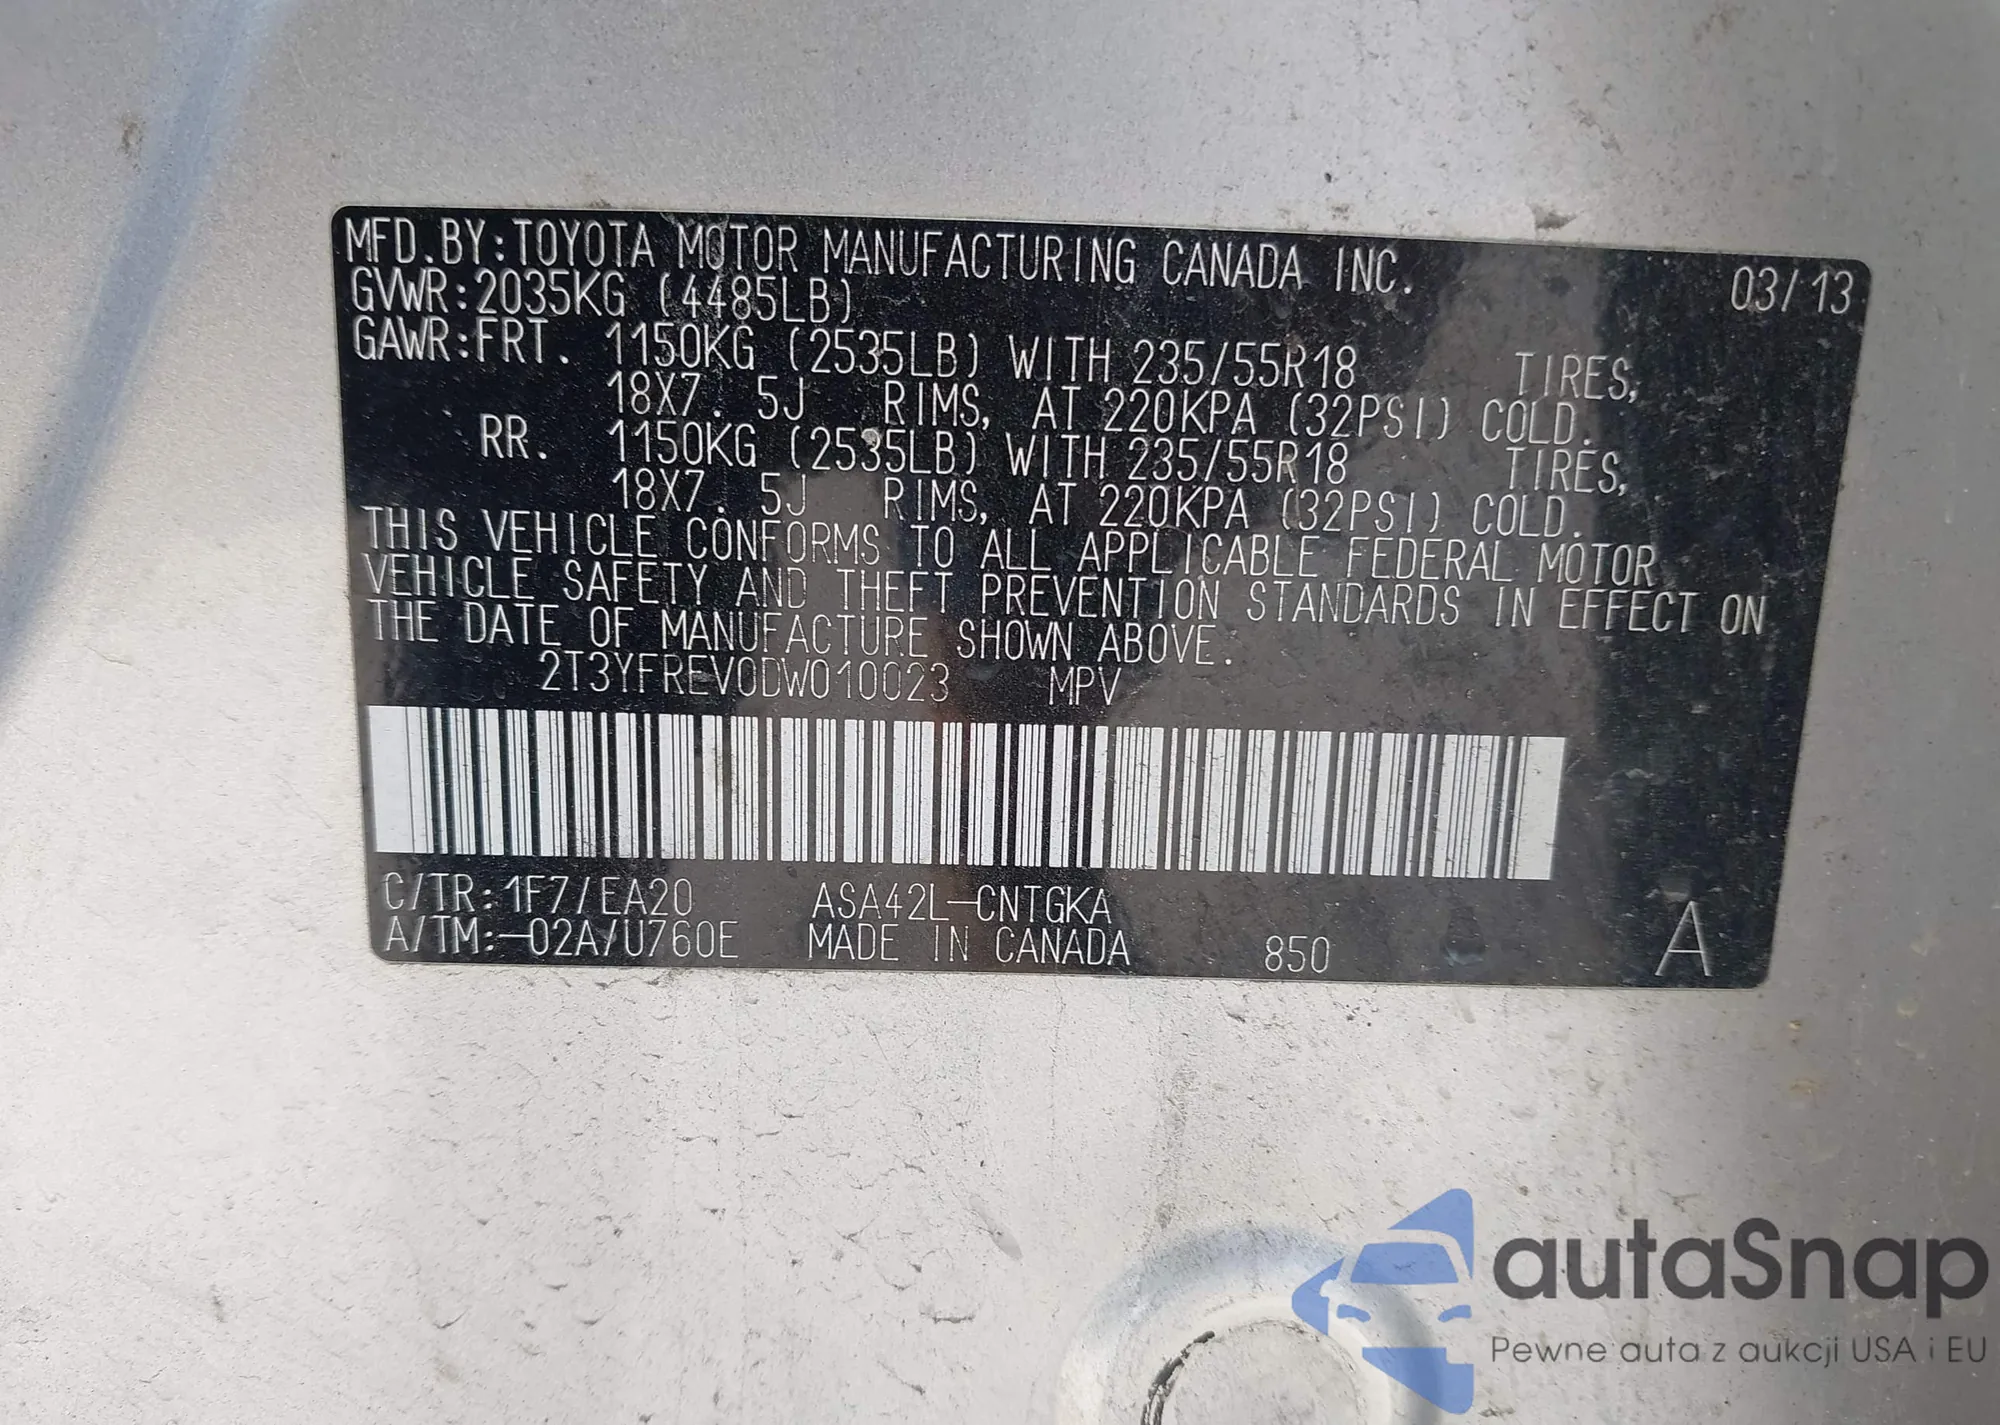 MFD.BY:TOYOTA MOTOR MANUFACTURING CANADA INC. 03/13
GVWR:2035KG (4485LB)
GAWR:FRT. 1150KG (2535LB) WITH 235/55R18 TIRES,
18X7. 5J RIMS, AT 220KPA (32PSI) COLD.
RR. 1150KG (2535LB) WITH 235/55R18 TIRES,
18X7. 5J RIMS, AT 220KPA (32PSI) COLD.
THIS VEHICLE CONFORMS TO ALL APPLICABLE FEDERAL MOTOR
VEHICLE SAFETY AND THEFT PREVENTION STANDARDS IN EFFECT ON
THE DATE OF MANUFACTURE SHOWN ABOVE.
2T3YFREV0DW010023 MPV
C/TR:1F7/EA20 ASA42L-CNTGKA
A/TM:-02A/U760E MADE IN CANADA 850 A
autaSnap
Pewne auta z aukcji USA i EU